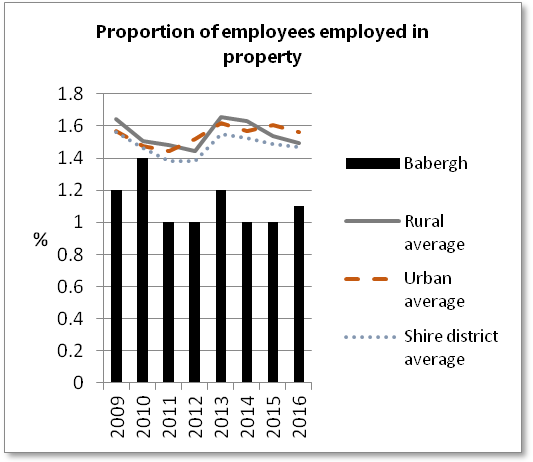 Proportion of employees employed in
property
1.8
1.6
1.4
1.2
1
0.8
0.6
0.4
0.2
0
%
2009
2010
2011
2012
2013
2014
2015
2016
Babergh
Rural
average
Urban
average
Shire district
average